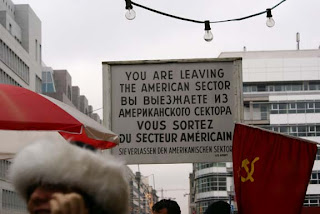 YOU ARE LEAVING
THE AMERICAN SECTOR
ВЫ ВЫЕЗЖАЕТЕ ИЗ
АМЕРИКАНСКОГО СЕКТОРА
VOUS SORTEZ
DU SECTEUR AMÉRICAIN
SIE VERLASSEN DEN AMERIKANISCHEN SEKTOR